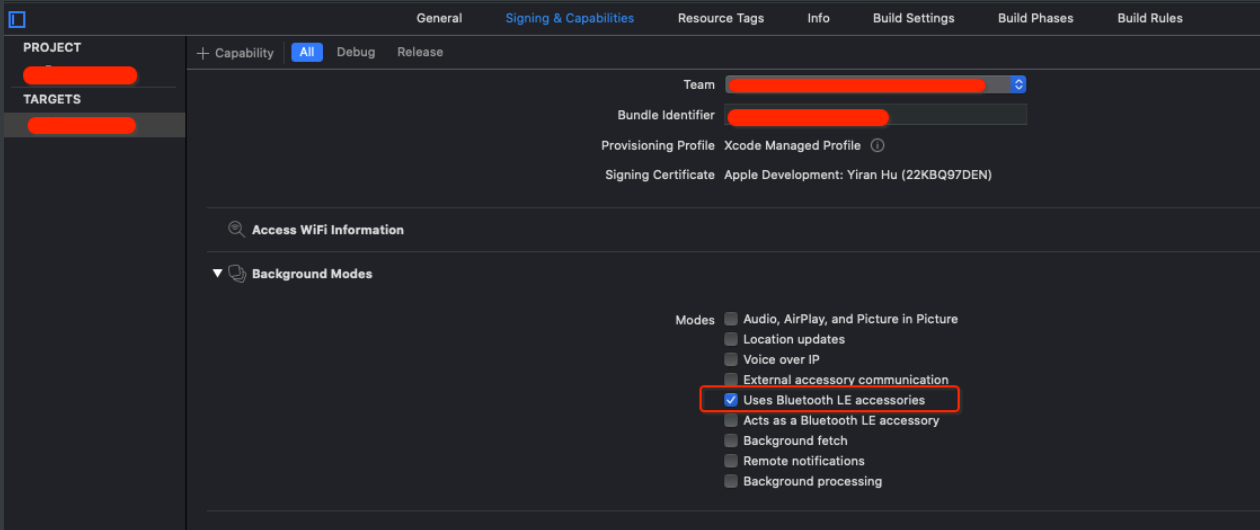 General Signing & Capabilities Resource Tags Info Build Settings Build Phases Build Rules
PROJECT
TARGETS
+ Capability All Debug Release
Team
Bundle Identifier
Provisioning Profile Xcode Managed Profile
Signing Certificate Apple Development: Yiran Hu (22KBQ97DEN)
Access WiFi Information
Background Modes
Modes Audio, AirPlay, and Picture in Picture
Location updates
Voice over IP
External accessory communication
Uses Bluetooth LE accessories
Acts as a Bluetooth LE accessory
Background fetch
Remote notifications
Background processing